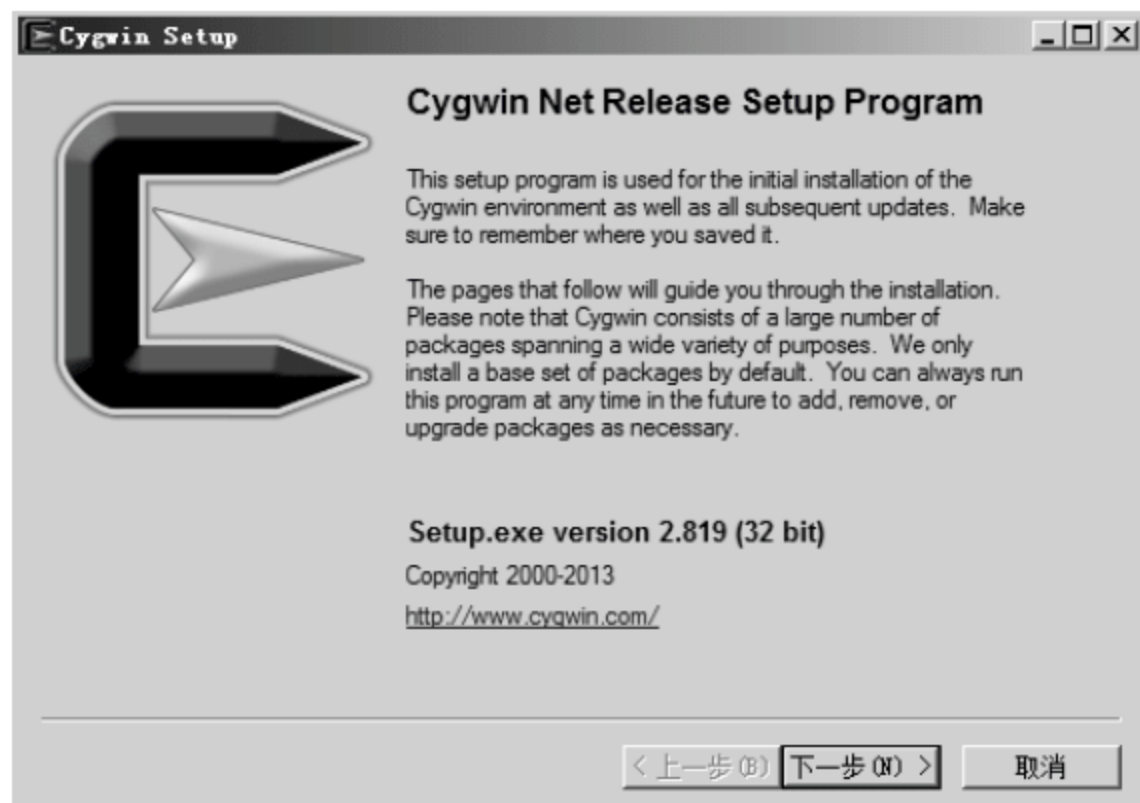 Cygwin Setup
Cygwin Net Release Setup Program
This setup program is used for the initial installation of the
Cygwin environment as well as all subsequent updates.  Make
sure to remember where you saved it.
The pages that follow will guide you through the installation.
Please note that Cygwin consists of a large number of
packages spanning a wide variety of purposes.  We only
install a base set of packages by default.  You can always run
this program at any time in the future to add, remove, or
upgrade packages as necessary.
Setup.exe version 2.819 (32 bit)
Copyright 2000-2013
http://www.cygwin.com/
< 上一步(B) 下一步(N) > 取消